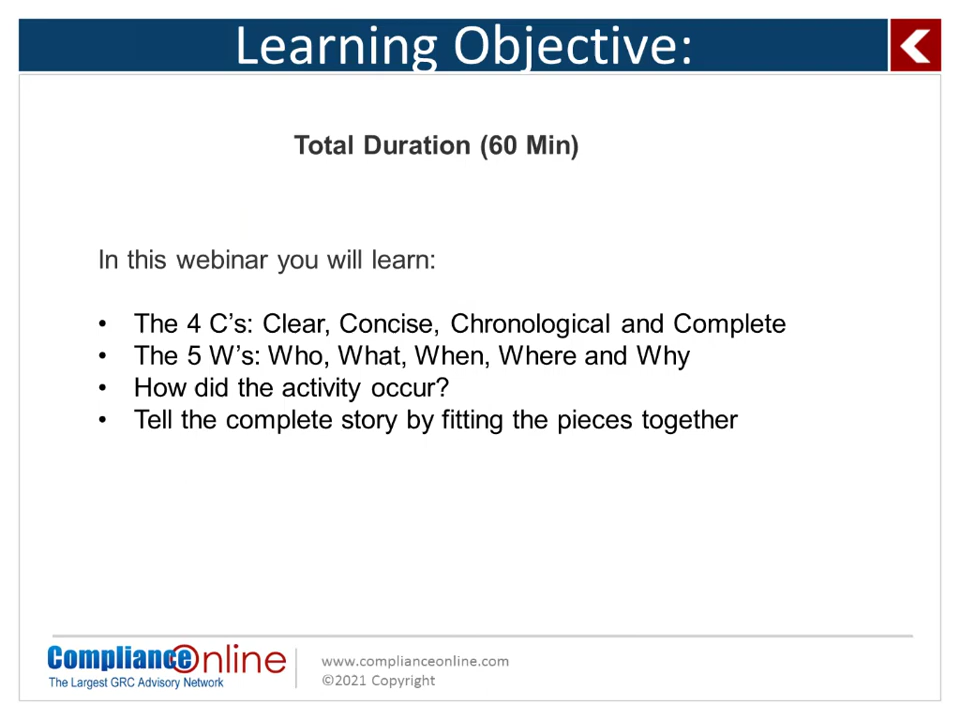 Learning Objective:
Total Duration (60 Min)
In this webinar you will learn:
• The 4 C’s: Clear, Concise, Chronological and Complete
• The 5 W’s: Who, What, When, Where and Why
• How did the activity occur?
• Tell the complete story by fitting the pieces together
ComplianceOnline
The Largest GRC Advisory Network
www.complianceonline.com
©2021 Copyright